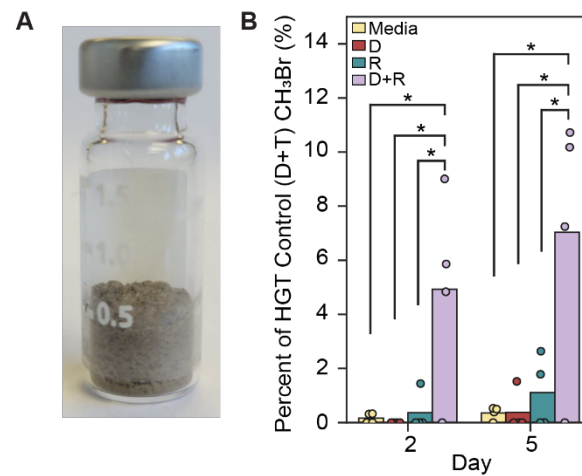 A
1.5
1.0
0.5
B
Percent of HGT Control (D+T) CH₃Br (%)
14
12
10
8
6
4
2
0
Media
D
R
D+R
*
*
*
*
*
*
2
5
Day